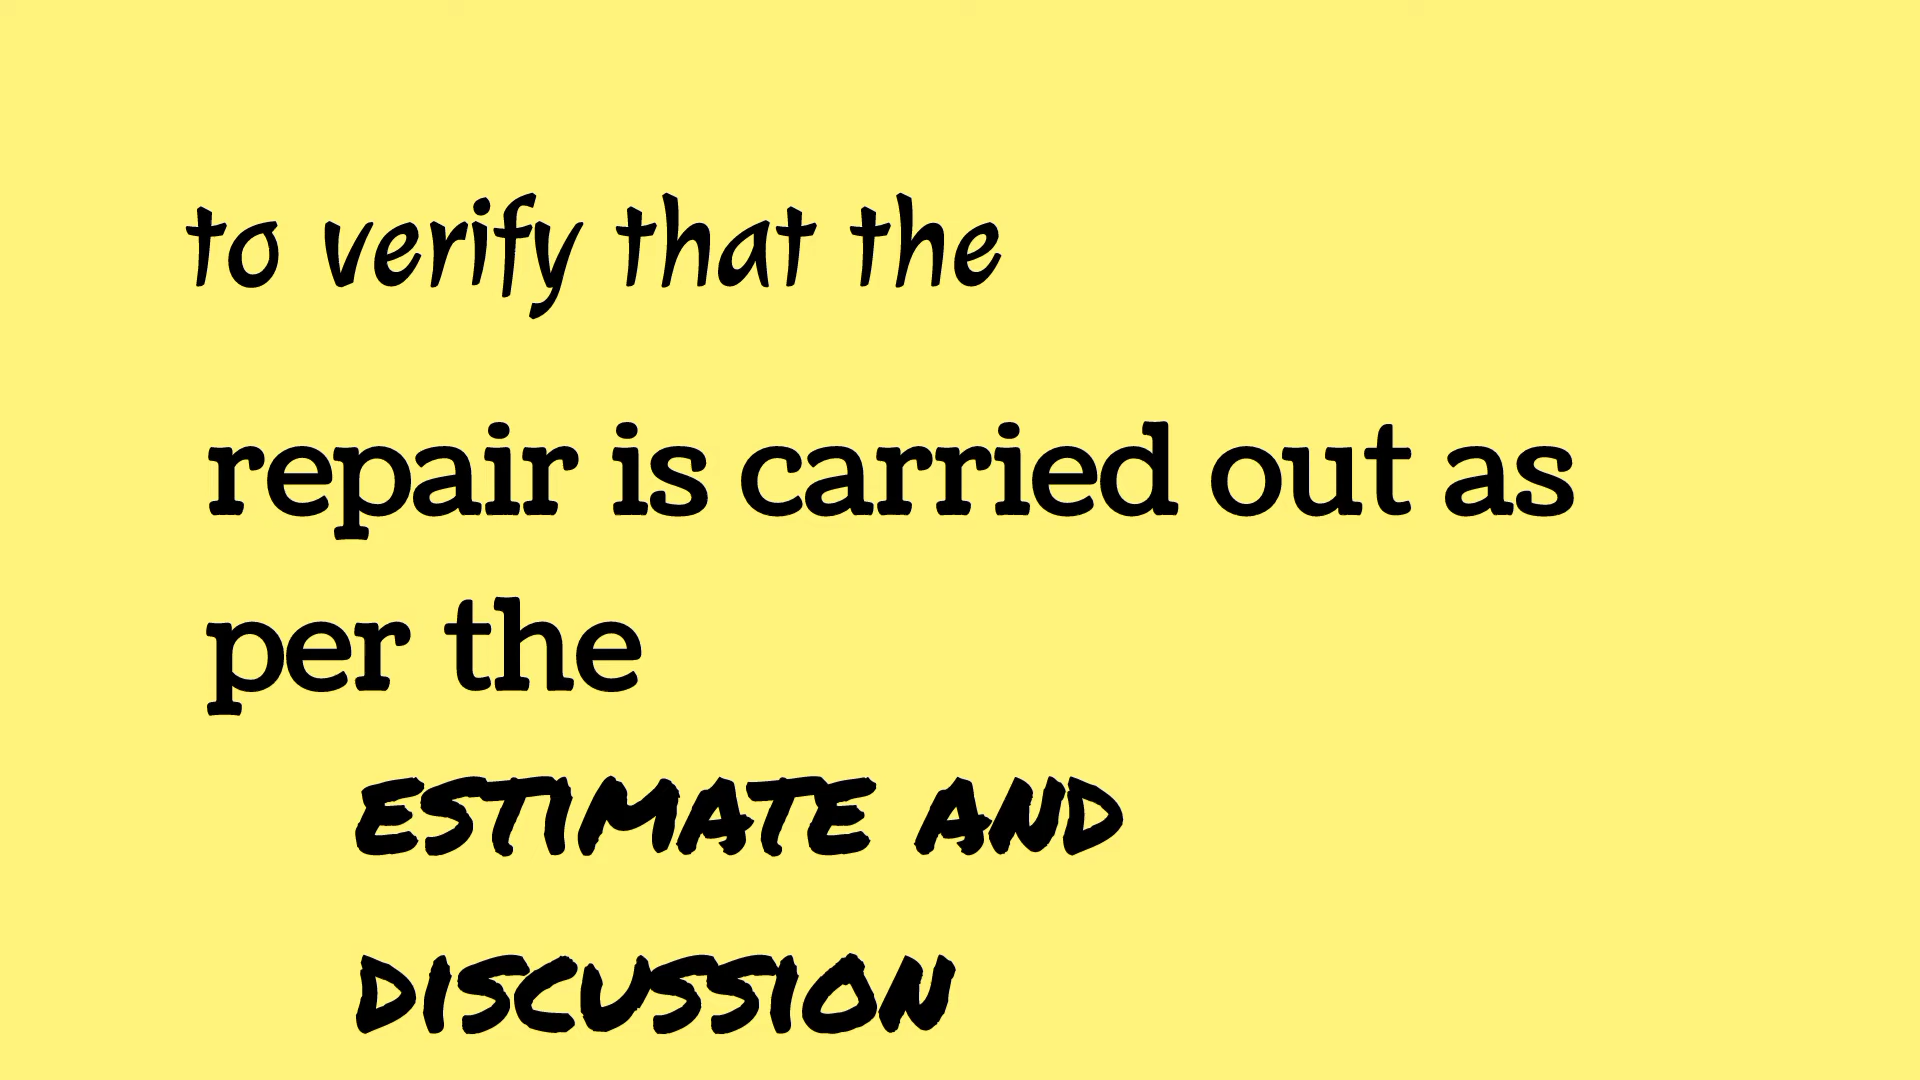 to verify that the
repair is carried out as
per the
ESTIMATE AND
DISCUSSION